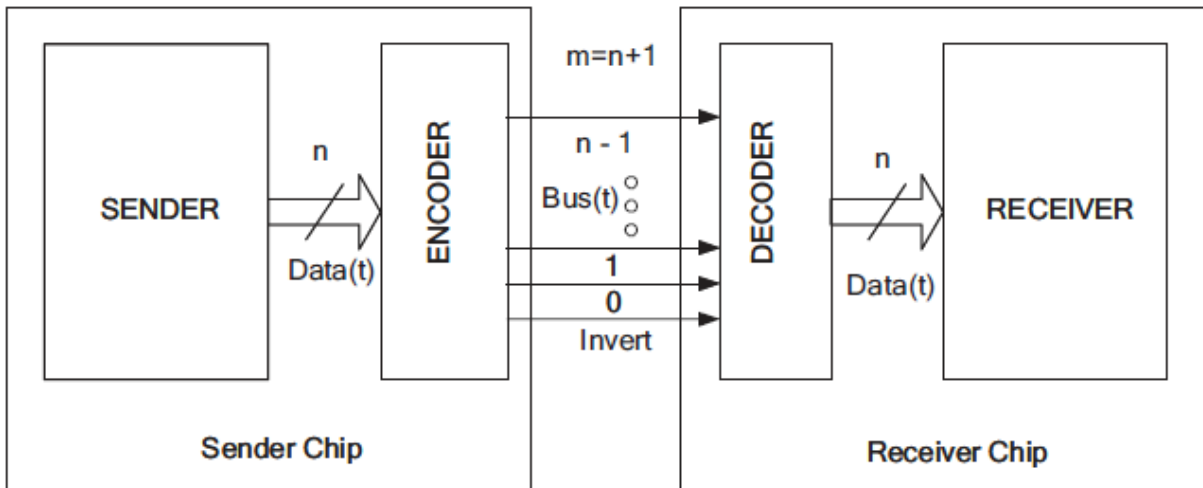 m=n+1
SENDER
n
Data(t)
ENCODER
n - 1
Bus(t)
1
0
Invert
DECODER
n
Data(t)
RECEIVER
Sender Chip
Receiver Chip